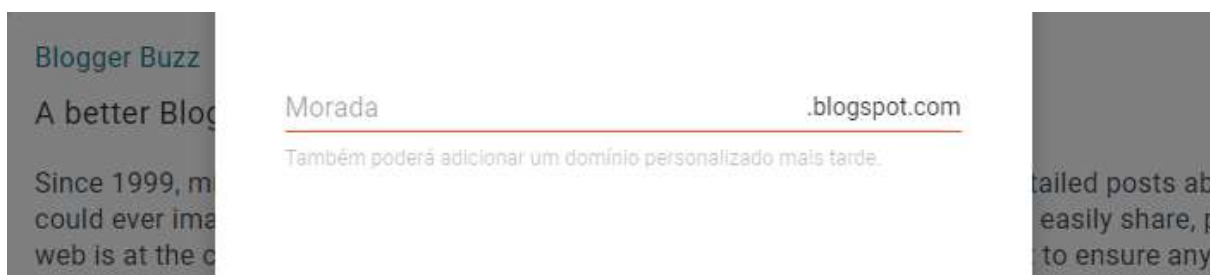 Blogger Buzz
A better Blog
Morada .blogspot.com
Também poderá adicionar um domínio personalizado mais tarde.
Since 1999, m tailed posts ab
could ever ima easily share, p
web is at the c to ensure any